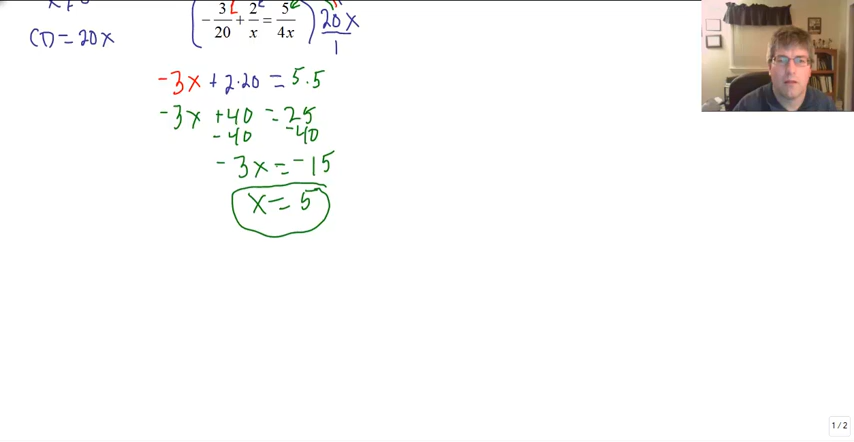 x ≠ 0
CD = 20x
(-3/20 + 2/x = 5/4x) 20x/1
-3x + 2·20 = 5·5
-3x + 40 = 25
-40 -40
-3x = -15
x = 5
1 / 2